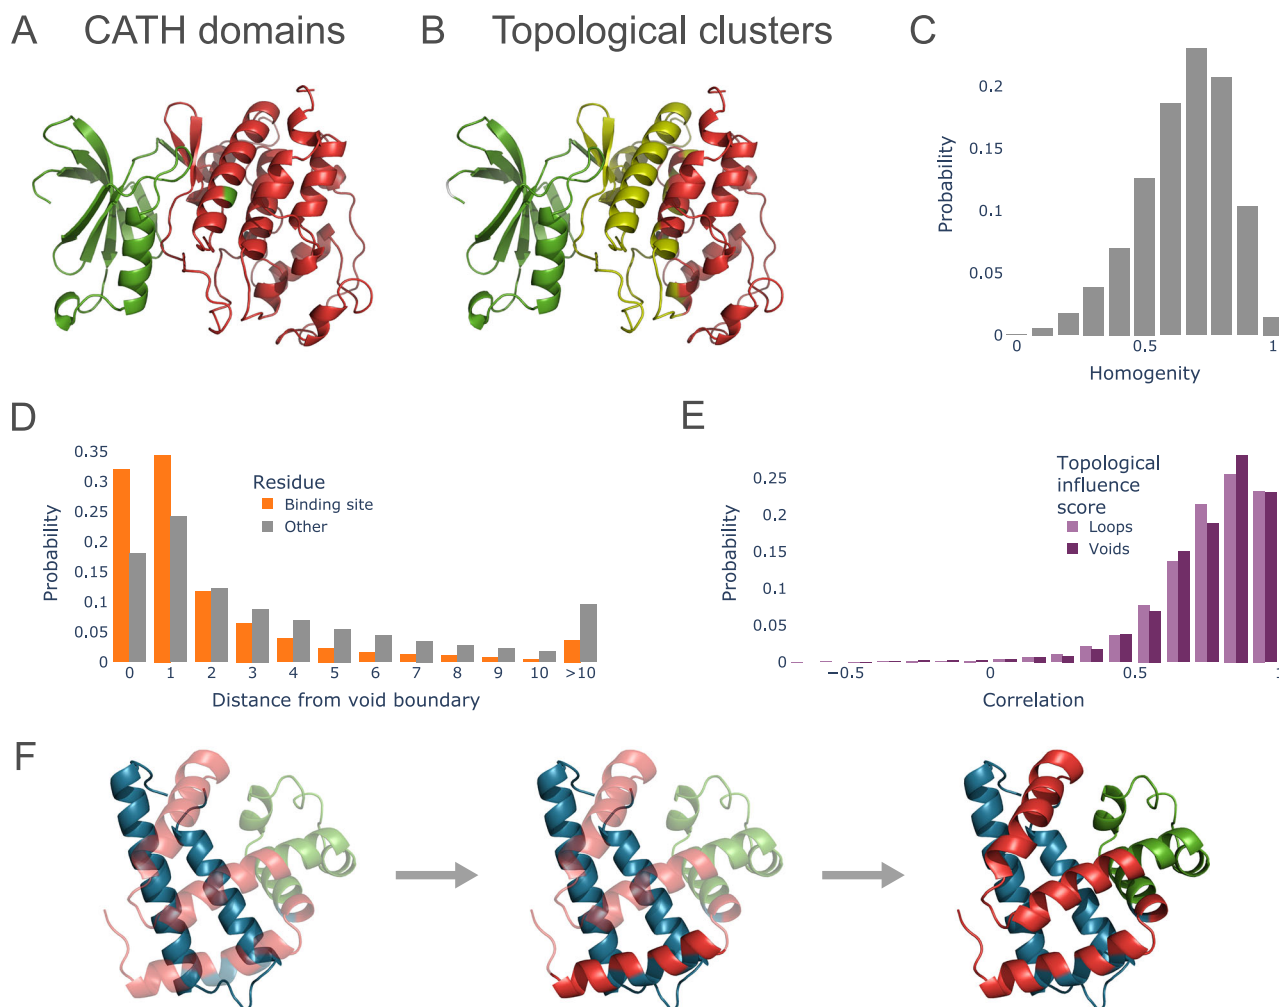 A CATH domains
B Topological clusters
C
0.2
0.15
0.1
0.05
0
Probability
0 0.5 1
Homogenity
D
0.35
0.3
0.25
0.2
0.15
0.1
0.05
0
Probability
Residue
Binding site
Other
0 1 2 3 4 5 6 7 8 9 10 >10
Distance from void boundary
E
0.25
0.2
0.15
0.1
0.05
0
Probability
Topological
influence
score
Loops
Voids
−0.5 0 0.5 1
Correlation
F